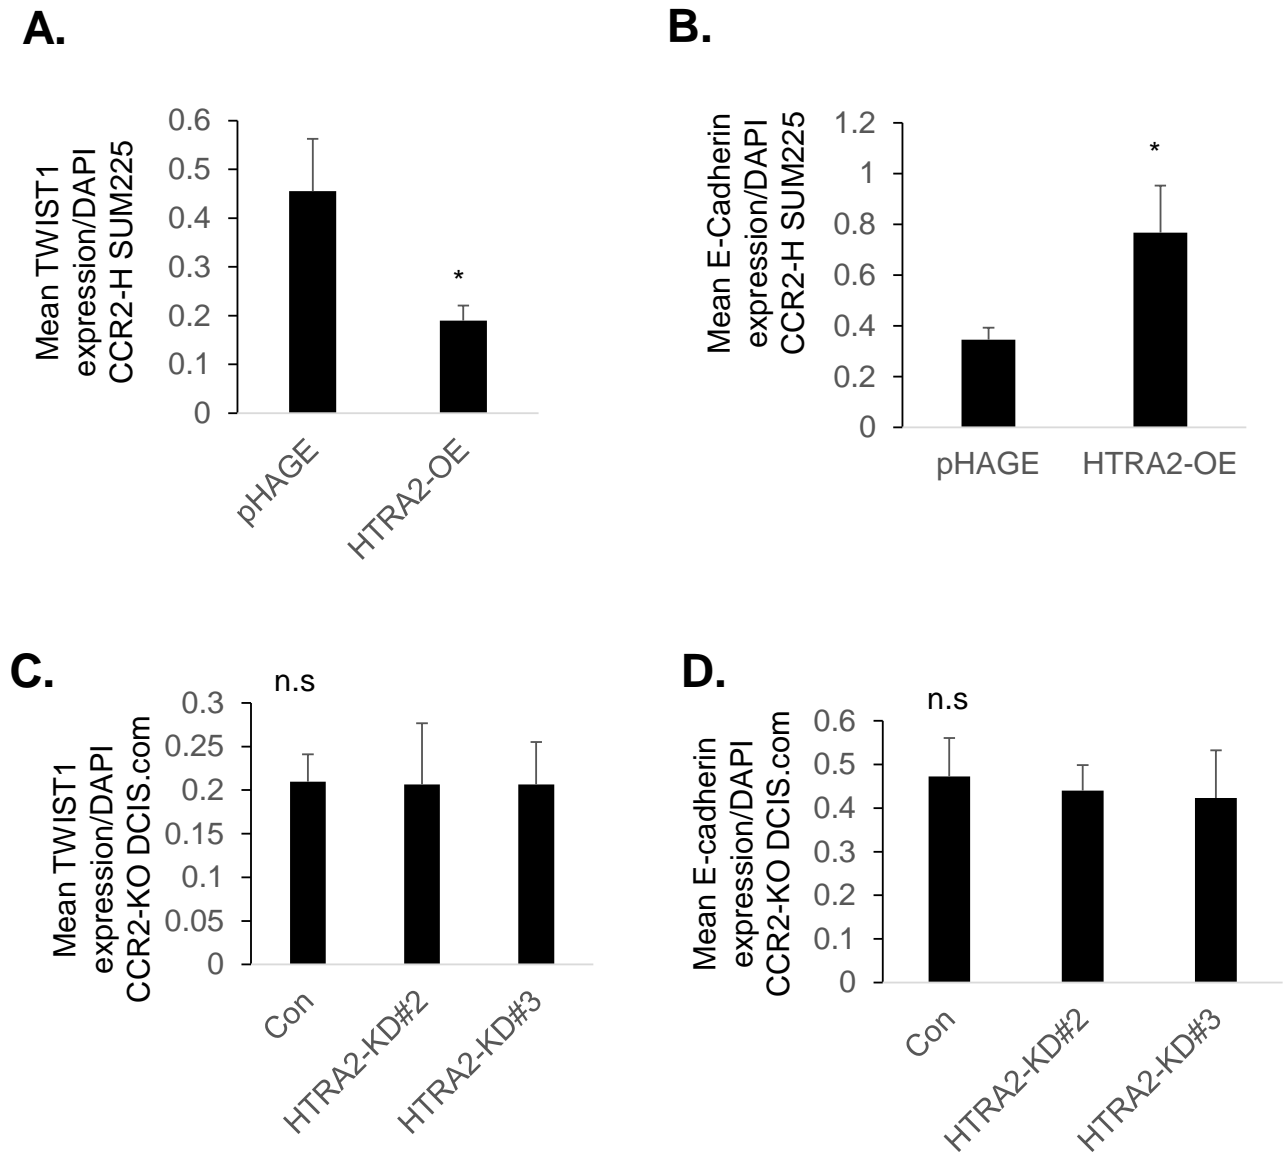 A.
Mean TWIST1
expression/DAPI
CCR2-H SUM225
0.6
0.5
0.4
0.3
0.2
0.1
0
*
pHAGE
HTRA2-OE
B.
Mean E-Cadherin
expression/DAPI
CCR2-H SUM225
1.2
1
0.8
0.6
0.4
0.2
0
*
pHAGE
HTRA2-OE
C.
n.s
Mean TWIST1
expression/DAPI
CCR2-KO DCIS.com
0.3
0.25
0.2
0.15
0.1
0.05
0
Con
HTRA2-KD#2
HTRA2-KD#3
D.
n.s
Mean E-cadherin
expression/DAPI
CCR2-KO DCIS.com
0.6
0.5
0.4
0.3
0.2
0.1
0
Con
HTRA2-KD#2
HTRA2-KD#3